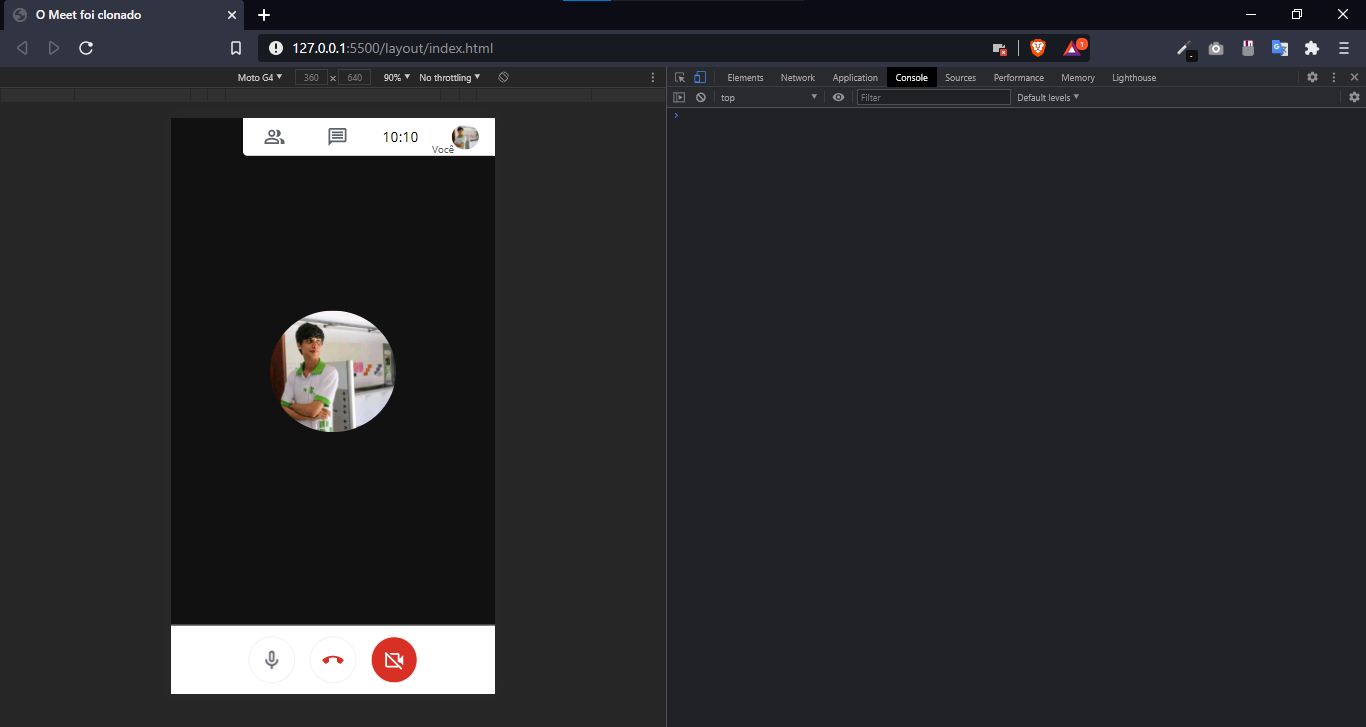 O Meet foi clonado
127.0.0.1:5500/layout/index.html
1
Moto G4 360 x 640 90% No throttling
Elements Network Application Console Sources Performance Memory Lighthouse
top Filter Default levels
10:10
Você